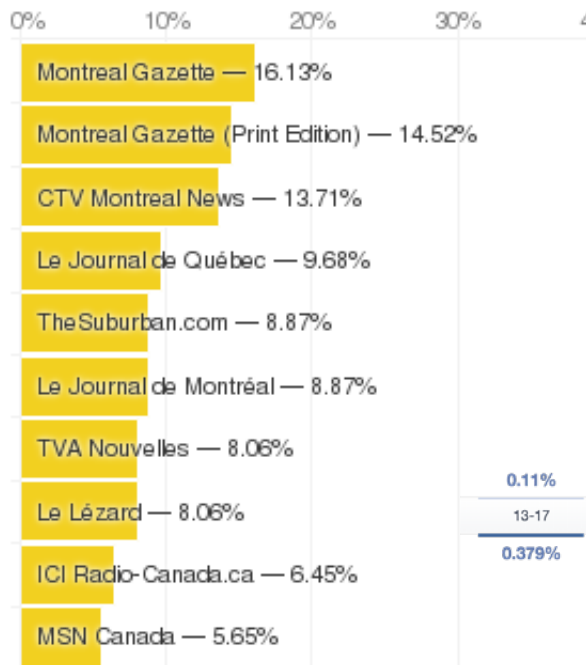 0% 10% 20% 30%
Montreal Gazette — 16.13%
Montreal Gazette (Print Edition) — 14.52%
CTV Montreal News — 13.71%
Le Journal de Québec — 9.68%
TheSuburban.com — 8.87%
Le Journal de Montréal — 8.87%
TVA Nouvelles — 8.06%
Le Lézard — 8.06%
ICI Radio-Canada.ca — 6.45%
MSN Canada — 5.65%
0.11%
13-17
0.379%